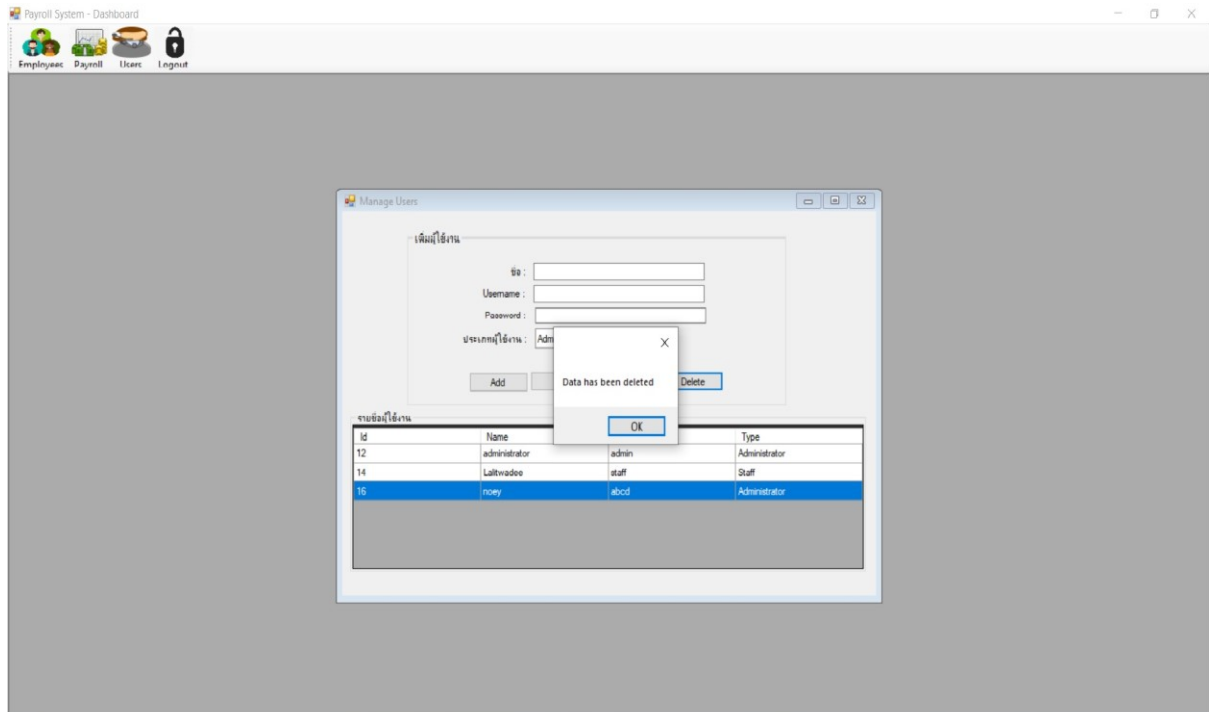 Payroll System - Dashboard
Employees Payroll Users Logout
Manage Users
เพิ่มผู้ใช้งาน
ชื่อ :
Username :
Password :
ประเภทผู้ใช้งาน : Adm
Add Data has been deleted Delete
OK
รายชื่อผู้ใช้งาน
Id Name Type
12 administrator admin Administrator
14 Lalitwadee staff Staff
16 noey abcd Administrator